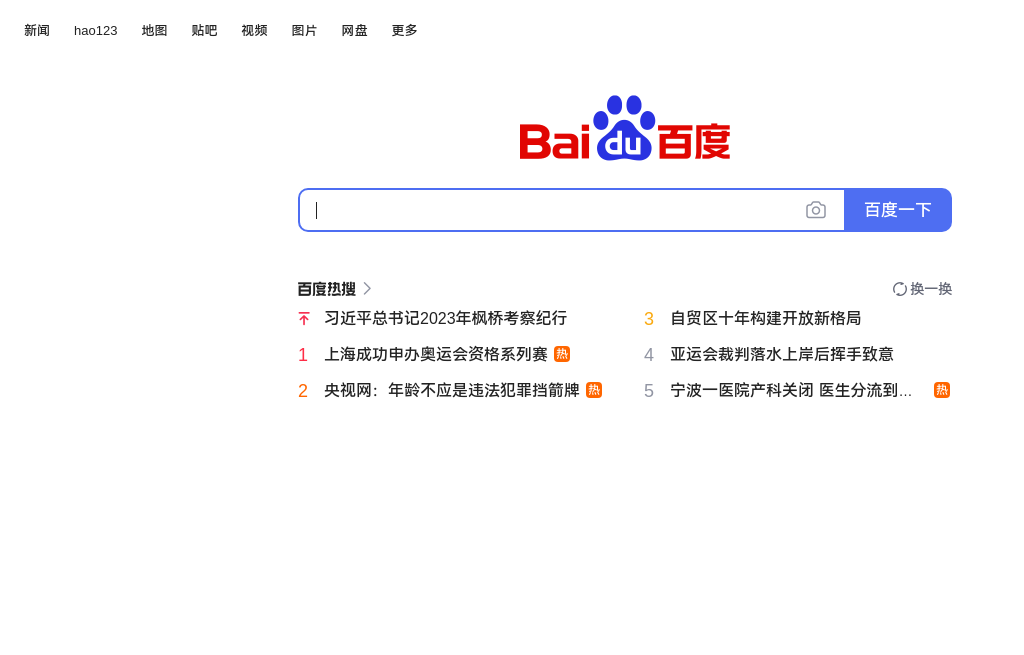 新闻 hao123 地图 贴吧 视频 图片 网盘 更多
Bai du 百度
百度一下
百度热搜 换一换
习近平总书记2023年枫桥考察纪行
1 上海成功申办奥运会资格系列赛 热
2 央视网：年龄不应是违法犯罪挡箭牌 热
3 自贸区十年构建开放新格局
4 亚运会裁判落水上岸后挥手致意
5 宁波一医院产科关闭 医生分流到... 热